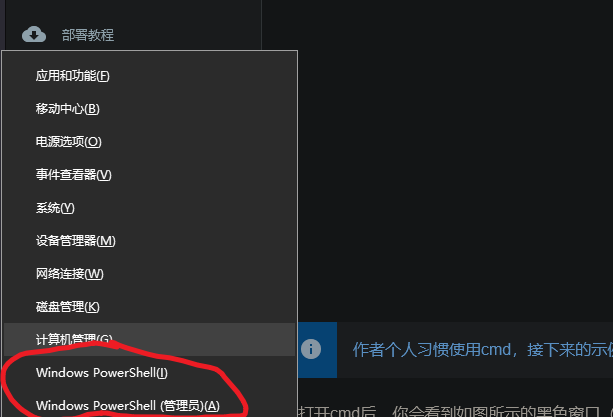 部署教程
应用和功能(F)
移动中心(B)
电源选项(O)
事件查看器(V)
系统(Y)
设备管理器(M)
网络连接(W)
磁盘管理(K)
计算机管理(G)
作者个人习惯使用cmd，接下来的示例
Windows PowerShell(I)
Windows PowerShell (管理员)(A)
打开cmd后，你会看到如图所示的黑色窗口